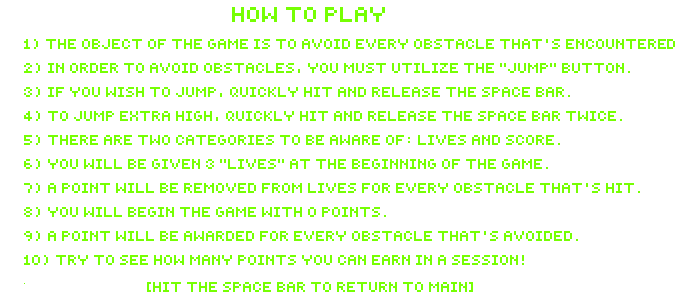 HOW TO PLAY
1) THE OBJECT OF THE GAME IS TO AVOID EVERY OBSTACLE THAT'S ENCOUNTERED
2) IN ORDER TO AVOID OBSTACLES, YOU MUST UTILIZE THE "JUMP" BUTTON.
3) IF YOU WISH TO JUMP, QUICKLY HIT AND RELEASE THE SPACE BAR.
4) TO JUMP EXTRA HIGH, QUICKLY HIT AND RELEASE THE SPACE BAR TWICE.
5) THERE ARE TWO CATEGORIES TO BE AWARE OF: LIVES AND SCORE.
6) YOU WILL BE GIVEN 3 "LIVES" AT THE BEGINNING OF THE GAME.
7) A POINT WILL BE REMOVED FROM LIVES FOR EVERY OBSTACLE THAT'S HIT.
8) YOU WILL BEGIN THE GAME WITH 0 POINTS.
9) A POINT WILL BE AWARDED FOR EVERY OBSTACLE THAT'S AVOIDED.
10) TRY TO SEE HOW MANY POINTS YOU CAN EARN IN A SESSION!
[HIT THE SPACE BAR TO RETURN TO MAIN]